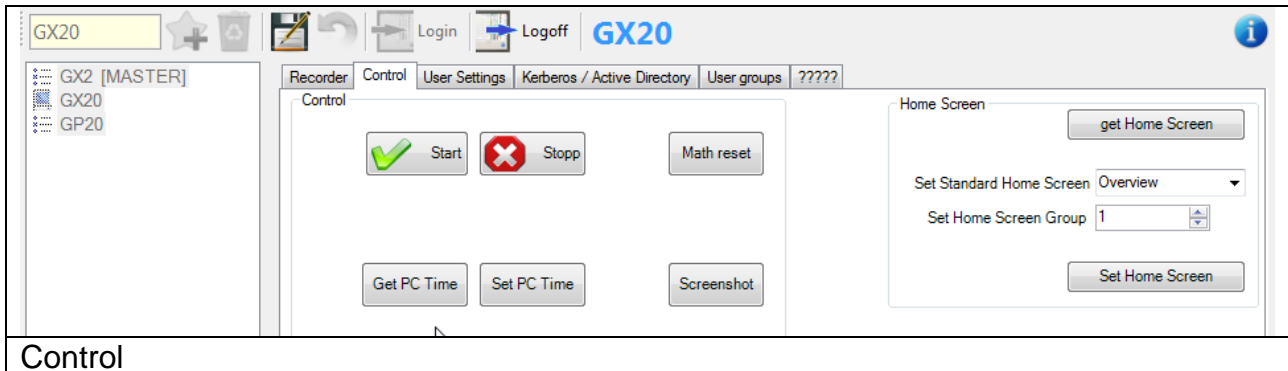 GX20 Login Logoff GX20
GX2 [MASTER]
GX20
GP20
Recorder Control User Settings Kerberos / Active Directory User groups ?????
Control
Start Stopp Math reset
Get PC Time Set PC Time Screenshot
Home Screen
get Home Screen
Set Standard Home Screen Overview
Set Home Screen Group 1
Set Home Screen
Control